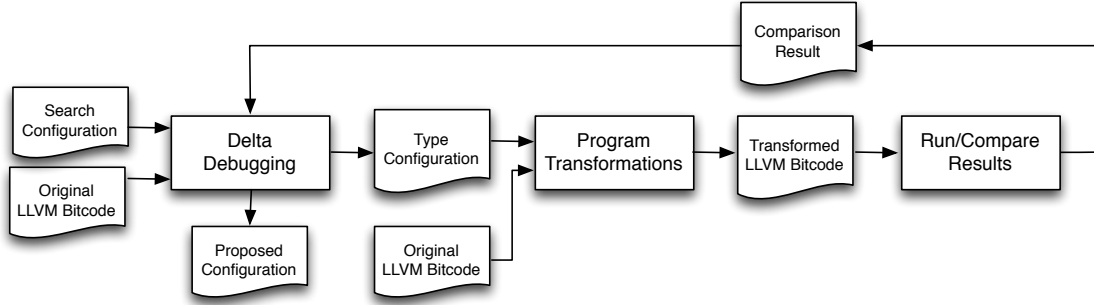 Comparison
Result
Search
Configuration
Delta
Debugging
Type
Configuration
Program
Transformations
Transformed
LLVM Bitcode
Run/Compare
Results
Original
LLVM Bitcode
Proposed
Configuration
Original
LLVM Bitcode